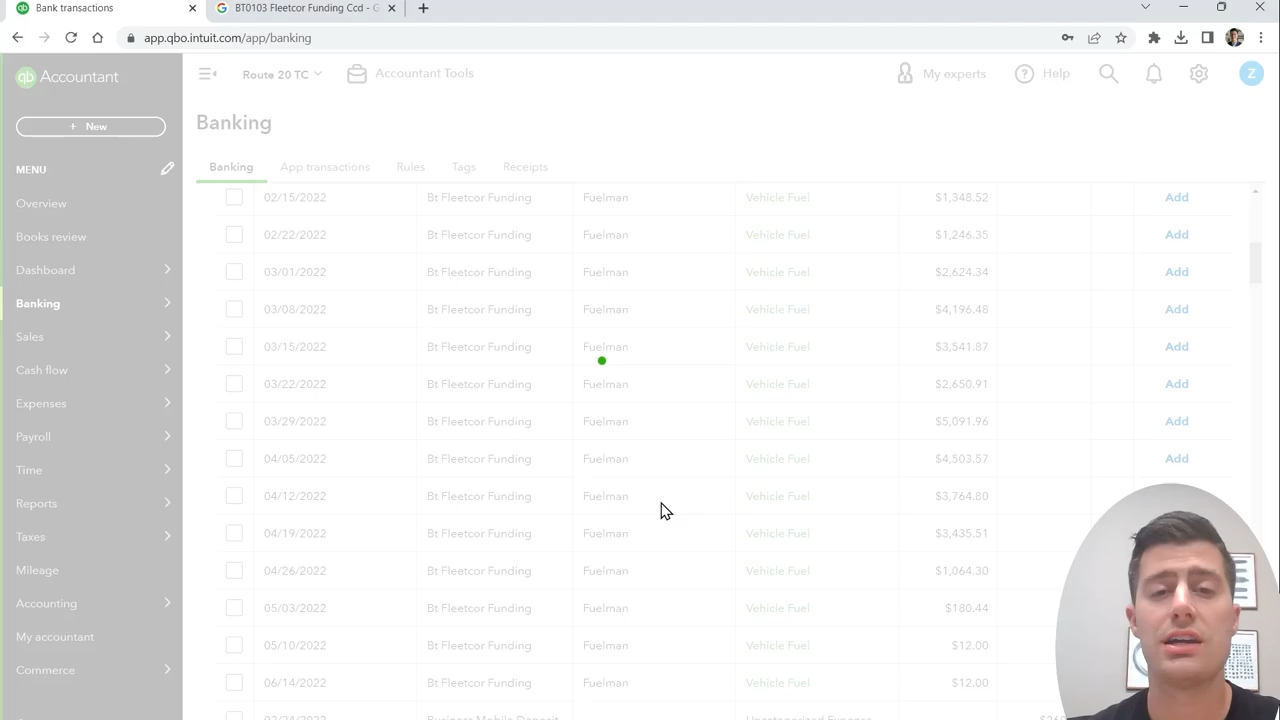 Bank transactions
BT0103 Fleetcor Funding Ccd - G
app.qbo.intuit.com/app/banking
qb Accountant
Route 20 TC
Accountant Tools
My experts
Help
Z
+ New
Banking
MENU
Banking
App transactions
Rules
Tags
Receipts
Overview
Books review
Dashboard
Banking
Sales
Cash flow
Expenses
Payroll
Time
Reports
Taxes
Mileage
Accounting
My accountant
Commerce
02/15/2022 Bt Fleetcor Funding Fuelman Vehicle Fuel $1,348.52 Add
02/22/2022 Bt Fleetcor Funding Fuelman Vehicle Fuel $1,246.35 Add
03/01/2022 Bt Fleetcor Funding Fuelman Vehicle Fuel $2,624.34 Add
03/08/2022 Bt Fleetcor Funding Fuelman Vehicle Fuel $4,196.48 Add
03/15/2022 Bt Fleetcor Funding Fuelman Vehicle Fuel $3,541.87 Add
03/22/2022 Bt Fleetcor Funding Fuelman Vehicle Fuel $2,650.91 Add
03/29/2022 Bt Fleetcor Funding Fuelman Vehicle Fuel $5,091.96 Add
04/05/2022 Bt Fleetcor Funding Fuelman Vehicle Fuel $4,503.57 Add
04/12/2022 Bt Fleetcor Funding Fuelman Vehicle Fuel $3,764.80
04/19/2022 Bt Fleetcor Funding Fuelman Vehicle Fuel $3,435.51
04/26/2022 Bt Fleetcor Funding Fuelman Vehicle Fuel $1,064.30
05/03/2022 Bt Fleetcor Funding Fuelman Vehicle Fuel $180.44
05/10/2022 Bt Fleetcor Funding Fuelman Vehicle Fuel $12.00
06/14/2022 Bt Fleetcor Funding Fuelman Vehicle Fuel $12.00
03/24/2022 Business Mobile Deposit Uncategorized Expense